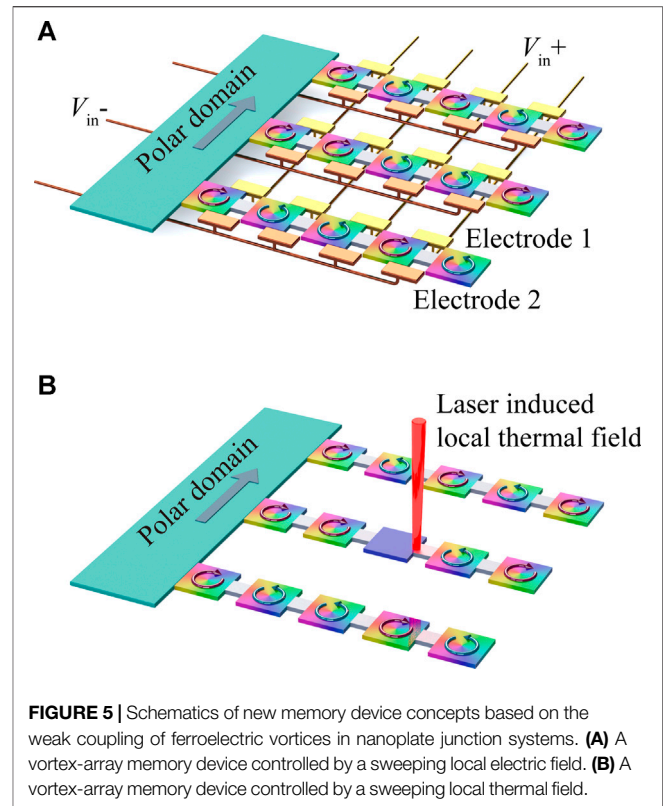 A
V in+
V in-
Polar domain
Electrode 1
Electrode 2
B
Laser induced
local thermal field
Polar domain
FIGURE 5 | Schematics of new memory device concepts based on the
weak coupling of ferroelectric vortices in nanoplate junction systems. (A) A
vortex-array memory device controlled by a sweeping local electric field. (B) A
vortex-array memory device controlled by a sweeping local thermal field.